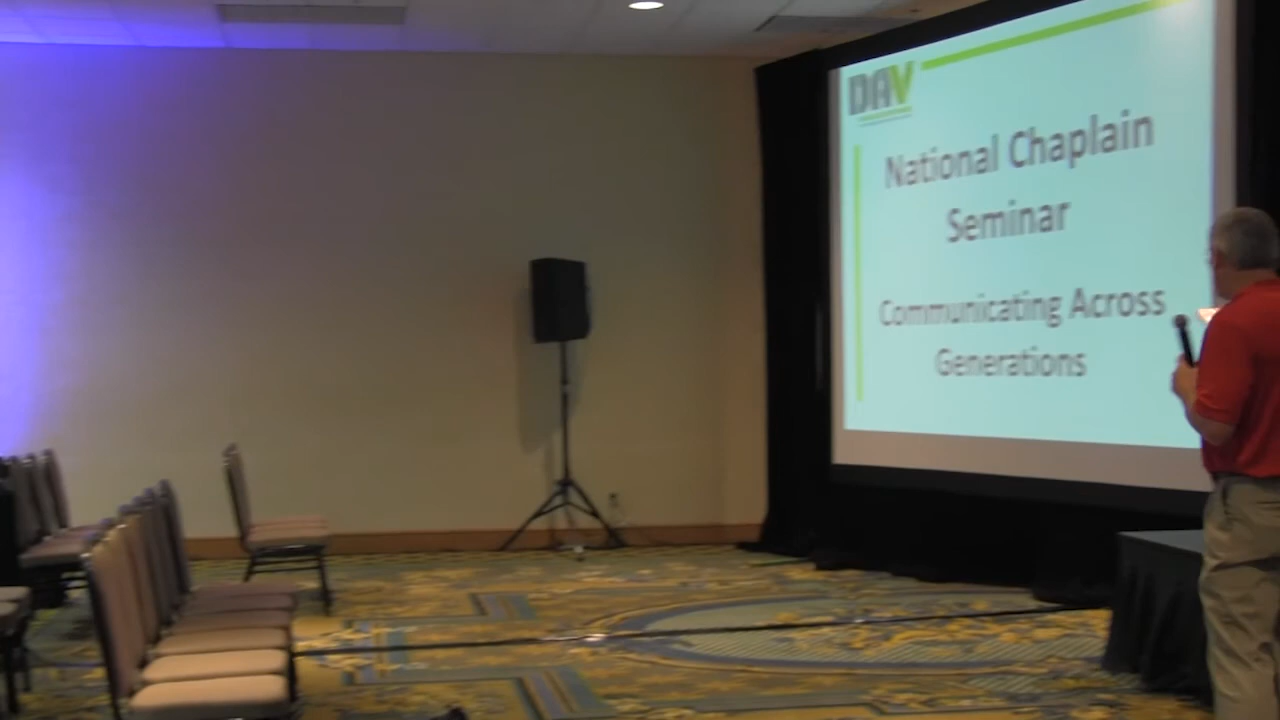 DAV
National Chaplain
Seminar
Communicating Across
Generations